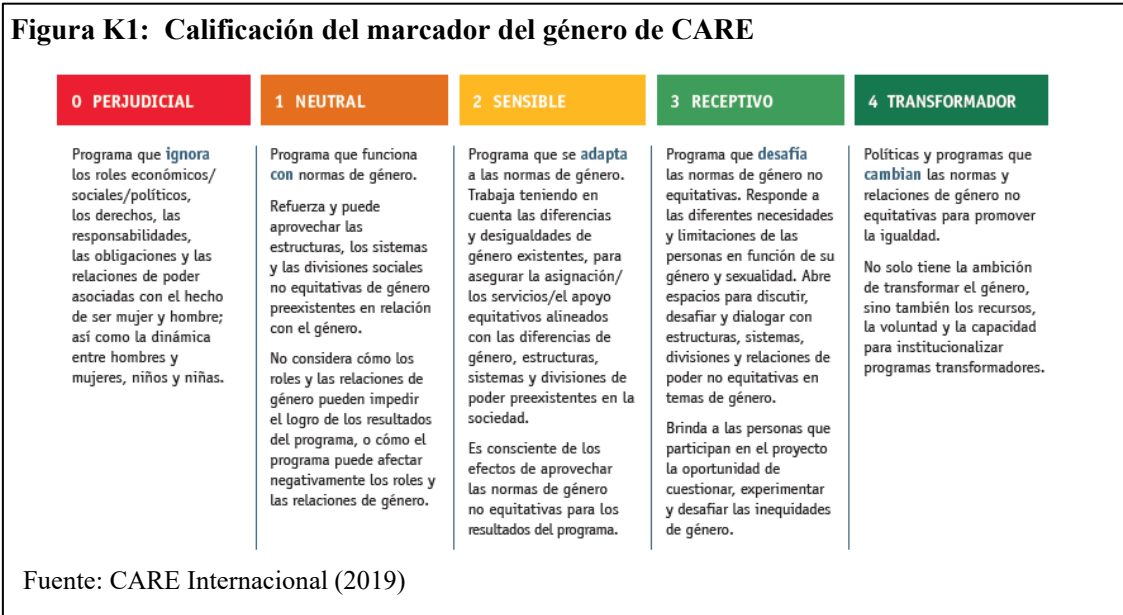 Figura K1:  Calificación del marcador del género de CARE
0 PERJUDICIAL
Programa que ignora
los roles económicos/
sociales/políticos,
los derechos, las
responsabilidades,
las obligaciones y las
relaciones de poder
asociadas con el hecho
de ser mujer y hombre;
así como la dinámica
entre hombres y
mujeres, niños y niñas.
1 NEUTRAL
Programa que funciona
con normas de género.
Refuerza y puede
aprovechar las
estructuras, los sistemas
y las divisiones sociales
no equitativas de género
preexistentes en relación
con el género.
No considera cómo los
roles y las relaciones de
género pueden impedir
el logro de los resultados
del programa, o cómo el
programa puede afectar
negativamente los roles y
las relaciones de género.
2 SENSIBLE
Programa que se adapta
a las normas de género.
Trabaja teniendo en
cuenta las diferencias
y desigualdades de
género existentes, para
asegurar la asignación/
los servicios/el apoyo
equitativos alineados
con las diferencias de
género, estructuras,
sistemas y divisiones de
poder preexistentes en la
sociedad.
Es consciente de los
efectos de aprovechar
las normas de género
no equitativas para los
resultados del programa.
3 RECEPTIVO
Programa que desafía
las normas de género no
equitativas. Responde a
las diferentes necesidades
y limitaciones de las
personas en función de su
género y sexualidad. Abre
espacios para discutir,
desafiar y dialogar con
estructuras, sistemas,
divisiones y relaciones de
poder no equitativas en
temas de género.
Brinda a las personas que
participan en el proyecto
la oportunidad de
cuestionar, experimentar
y desafiar las inequidades
de género.
4 TRANSFORMADOR
Políticas y programas que
cambian las normas y
relaciones de género no
equitativas para promover
la igualdad.
No solo tiene la ambición
de transformar el género,
sino también los recursos,
la voluntad y la capacidad
para institucionalizar
programas transformadores.
Fuente: CARE Internacional (2019)